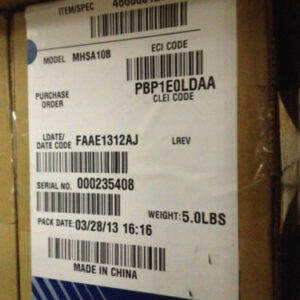 ITEM/SPEC
MODEL MHSA10B
ECI CODE
PBP1E0LDAA
CLEI CODE
PURCHASE
ORDER
LDATE/
DATE CODE FAAE1312AJ
LREV
SERIAL NO. 000235408
WEIGHT: 5.0LBS
PACK DATE: 03/28/13 16:16
MADE IN CHINA